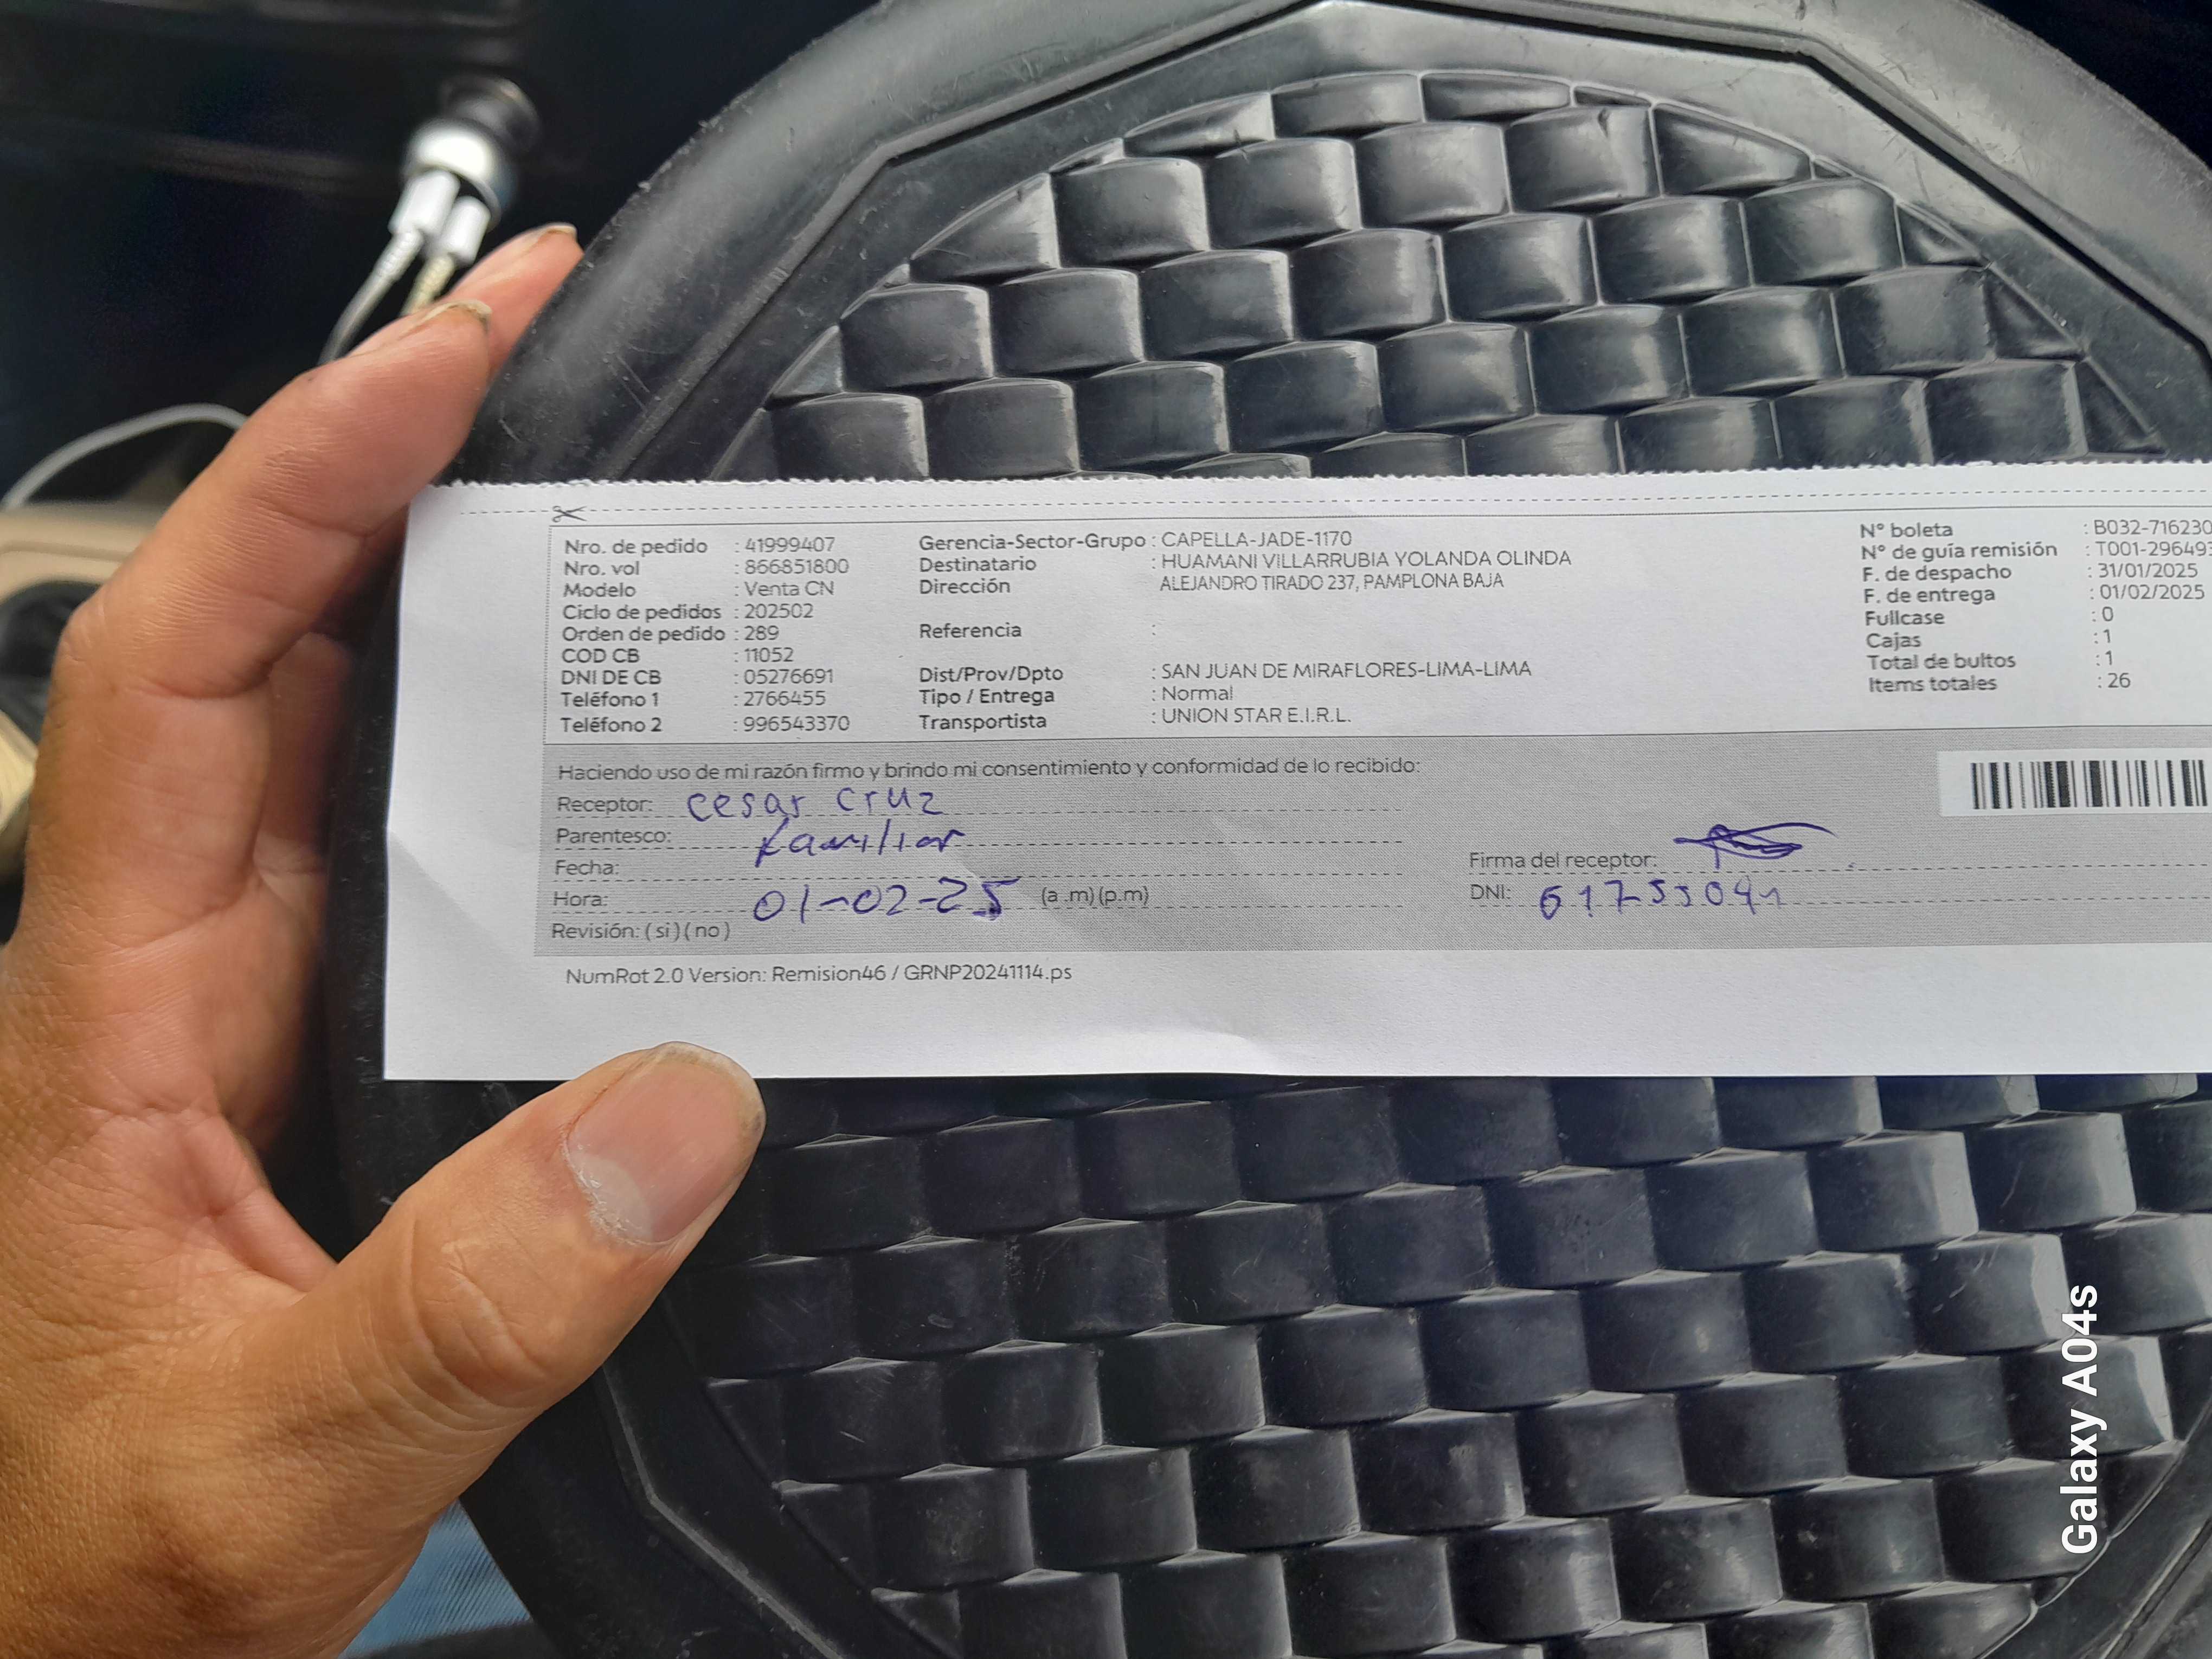 Nro. de pedido : 41999407
Nro. vol : 866851800
Modelo : Venta CN
Ciclo de pedidos : 202502
Orden de pedido : 289
COD CB : 11052
DNI DE CB : 05276691
Teléfono 1 : 2766455
Teléfono 2 : 996543370
Gerencia-Sector-Grupo : CAPELLA-JADE-1170
Destinatario : HUAMANI VILLARRUBIA YOLANDA OLINDA
Dirección ALEJANDRO TIRADO 237, PAMPLONA BAJA
Referencia :
Dist/Prov/Dpto : SAN JUAN DE MIRAFLORES-LIMA-LIMA
Tipo / Entrega : Normal
Transportista : UNION STAR E.I.R.L.
N° boleta : B032-716230
N° de guía remisión : T001-296493
F. de despacho : 31/01/2025
F. de entrega : 01/02/2025
Fullcase : 0
Cajas : 1
Total de bultos : 1
Items totales : 26
Haciendo uso de mi razón firmo y brindo mi consentimiento y conformidad de lo recibido:
Receptor: cesar cruz
Parentesco: familiar
Fecha:
Hora: 01-02-25 (a .m) (p.m)
Revisión: ( si ) ( no )
Firma del receptor:
DNI:
NumRot 2.0 Version: Remision46 / GRNP20241114.ps
Galaxy A04s